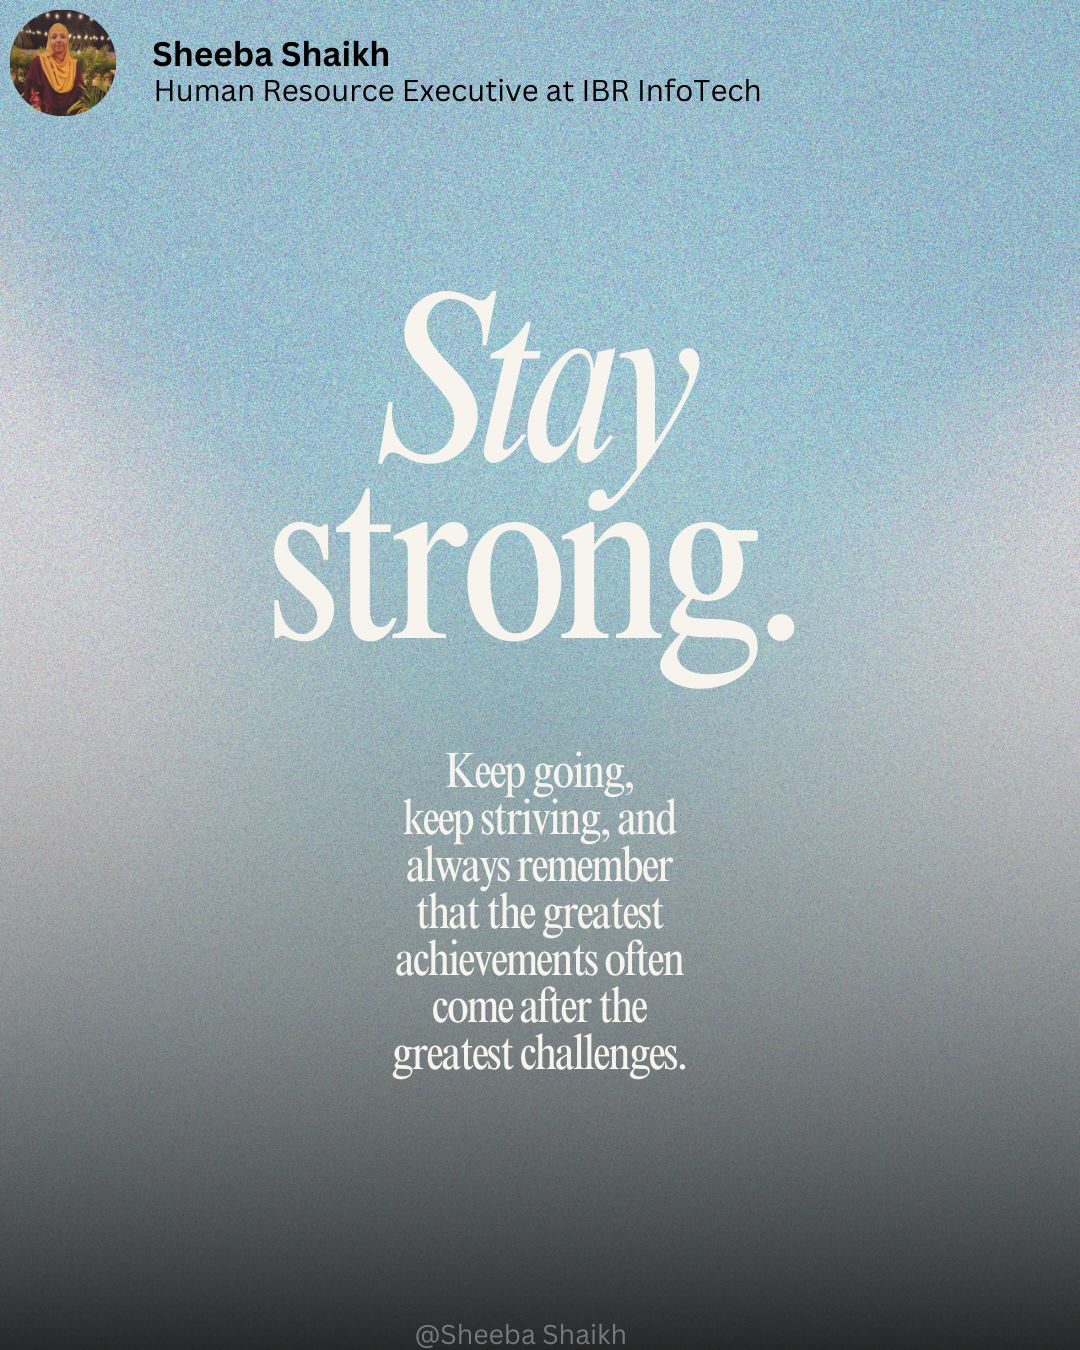 Sheeba Shaikh
Human Resource Executive at IBR InfoTech
Stay
strong.
Keep going,
keep striving, and
always remember
that the greatest
achievements often
come after the
greatest challenges.
@Sheeba Shaikh